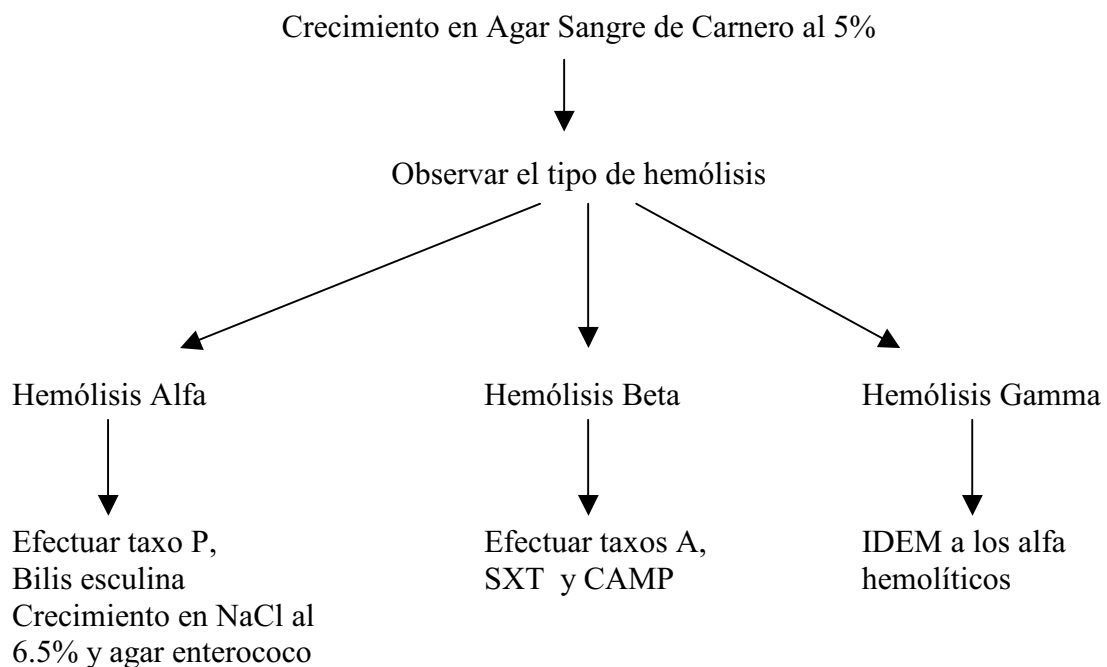 Crecimiento en Agar Sangre de Carnero al 5%
Observar el tipo de hemólisis
Hemólisis Alfa
Hemólisis Beta
Hemólisis Gamma
Efectuar taxo P,
Bilis esculina
Crecimiento en NaCl al
6.5% y agar enterococo
Efectuar taxos A,
SXT y CAMP
IDEM a los alfa
hemolíticos